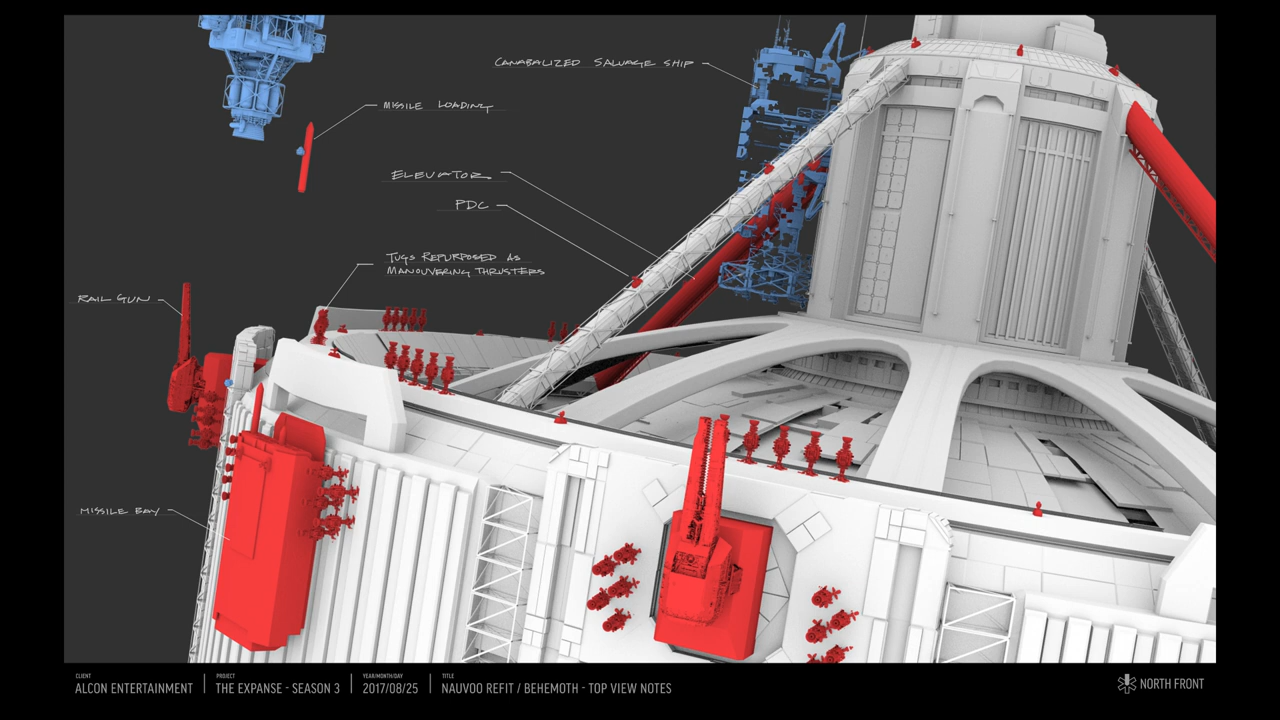 CANABALIZED SALVAGE SHIP
MISSILE LOADING
ELEVATOR
PDC
TUGS REPURPOSED AS
MANOUVERING THRUSTERS
RAIL GUN
MISSILE BAY
CLIENT
ALCON ENTERTAINMENT
PROJECT
THE EXPANSE - SEASON 3
YEAR/MONTH/DAY
2017/08/25
TITLE
NAUVOO REFIT / BEHEMOTH - TOP VIEW NOTES
NORTH FRONT